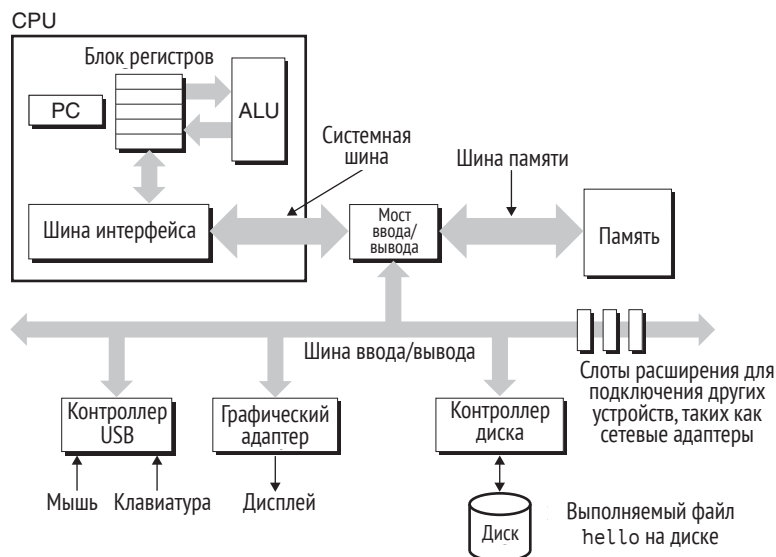 CPU
Блок регистров
PC
ALU
Системная
шина
Шина памяти
Шина интерфейса
Мост
ввода/
вывода
Память
Шина ввода/вывода
Слоты расширения для
подключения других
устройств, таких как
сетевые адаптеры
Контроллер
USB
Графический
адаптер
Контроллер
диска
Мышь
Клавиатура
Дисплей
Диск
Выполняемый файл
hello на диске